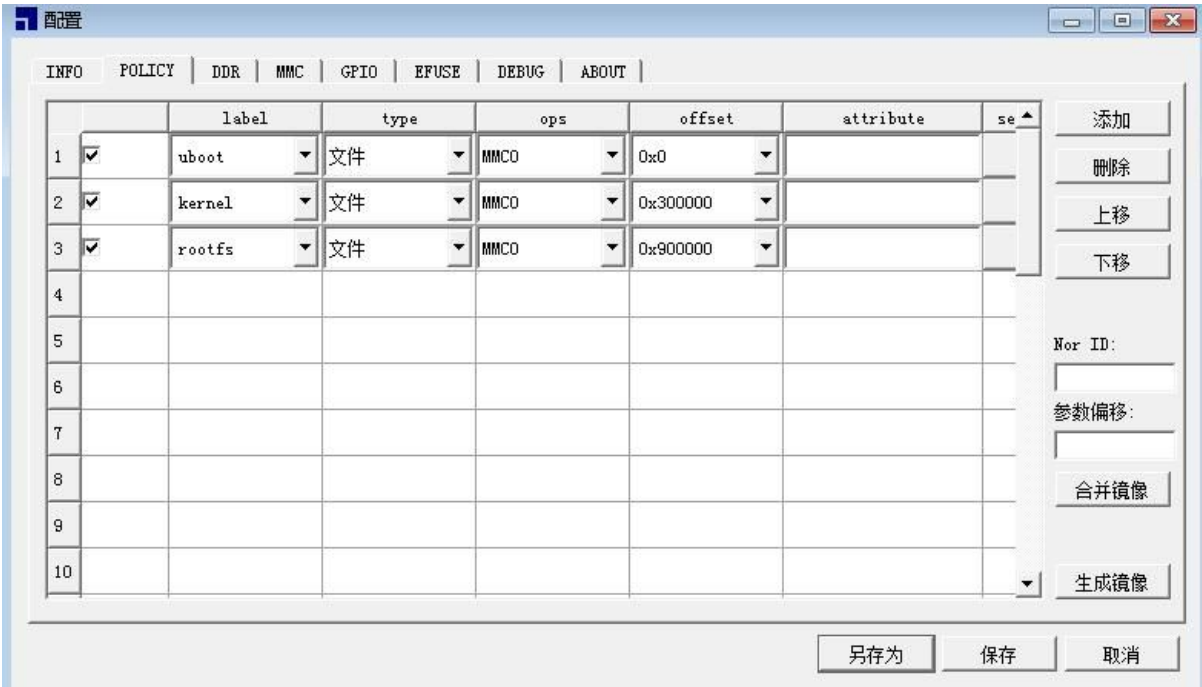 配置
INFO POLICY DDR MMC GPIO EFUSE DEBUG ABOUT
label type ops offset attribute se
1 uboot 文件 MMC0 0x0
2 kernel 文件 MMC0 0x300000
3 rootfs 文件 MMC0 0x900000
4
5
6
7
8
9
10
添加
删除
上移
下移
Nor ID:
参数偏移:
合并镜像
生成镜像
另存为 保存 取消